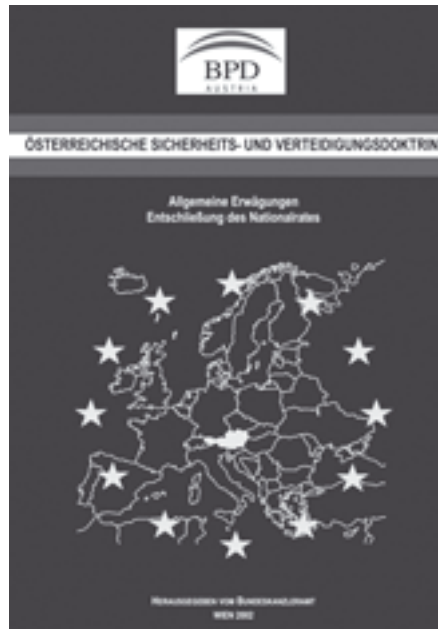 BPD
AUSTRIA
ÖSTERREICHISCHE SICHERHEITS- UND VERTEIDIGUNGSDOKTRIN
Allgemeine Erwägungen
Entschließung des Nationalrates
HERAUSGEGEBEN VOM BUNDESKANZLERAMT
WIEN 2002